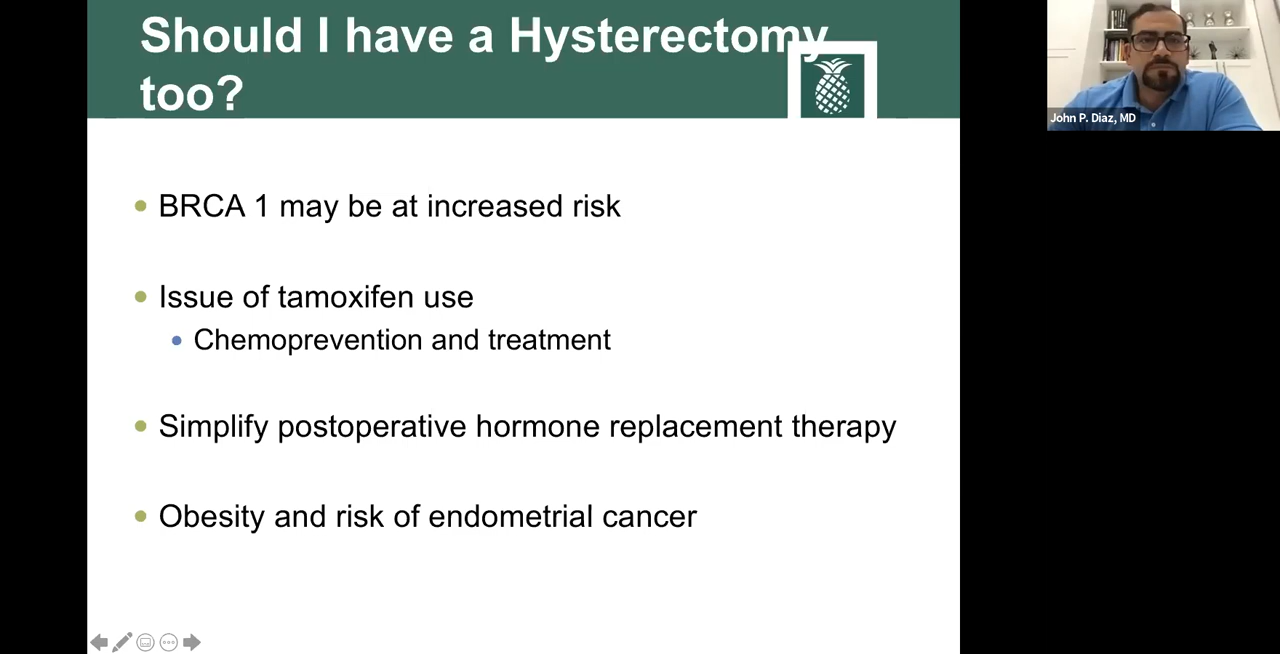 Should I have a Hysterectomy
too?
BRCA 1 may be at increased risk
Issue of tamoxifen use
Chemoprevention and treatment
Simplify postoperative hormone replacement therapy
Obesity and risk of endometrial cancer
John P. Diaz, MD